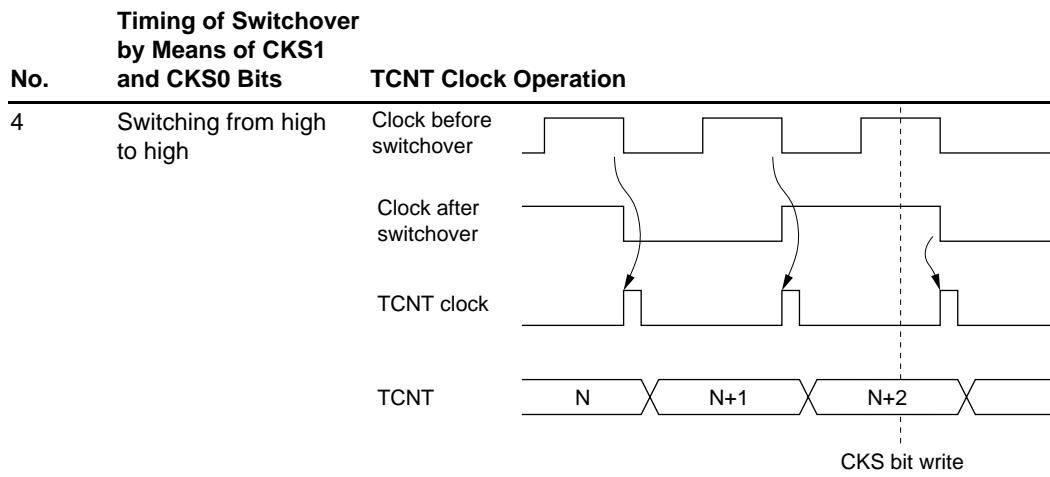 No.
Timing of Switchover
by Means of CKS1
and CKS0 Bits
TCNT Clock Operation
4
Switching from high
to high
Clock before
switchover
Clock after
switchover
TCNT clock
TCNT
N
N+1
N+2
CKS bit write